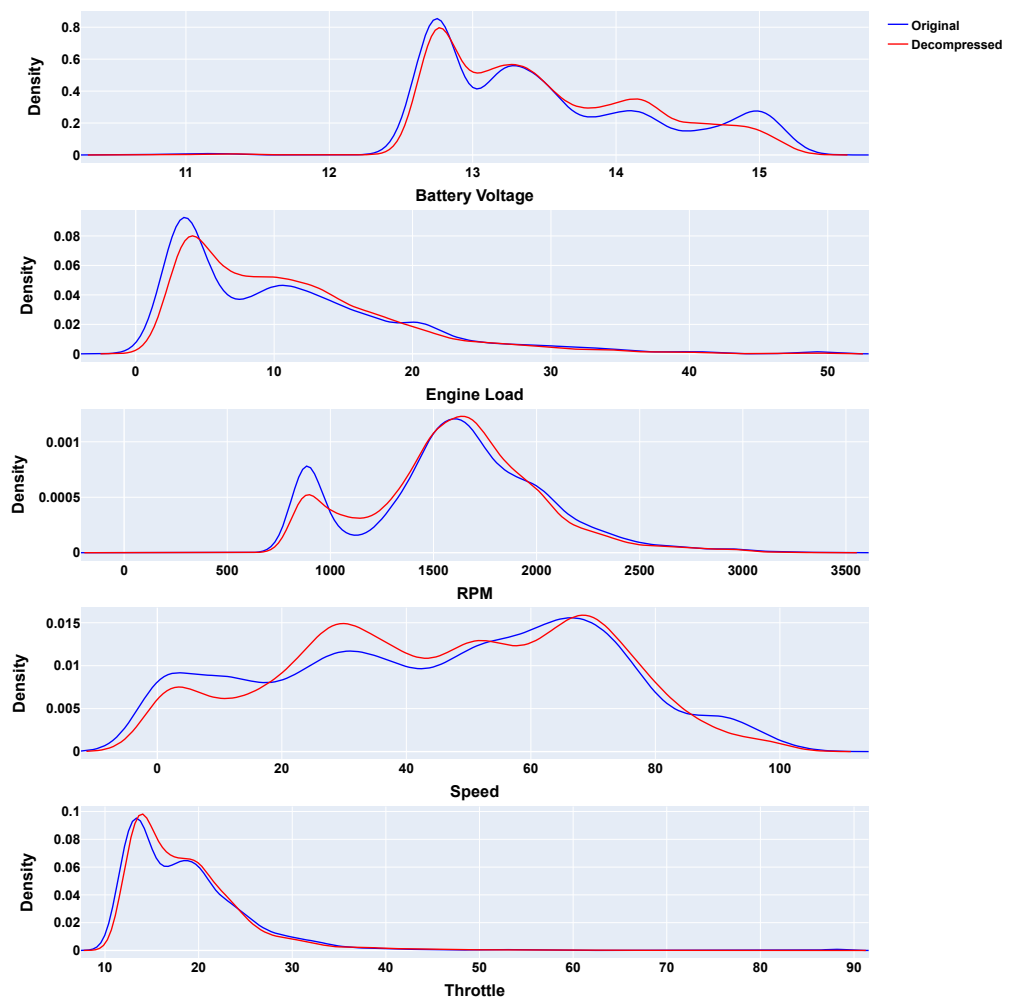 Original
Decompressed
Density
0.8
0.6
0.4
0.2
0
11 12 13 14 15
Battery Voltage
Density
0.08
0.06
0.04
0.02
0
0 10 20 30 40 50
Engine Load
Density
0.001
0.0005
0
0 500 1000 1500 2000 2500 3000 3500
RPM
Density
0.015
0.01
0.005
0
0 20 40 60 80 100
Speed
Density
0.1
0.08
0.06
0.04
0.02
0
10 20 30 40 50 60 70 80 90
Throttle